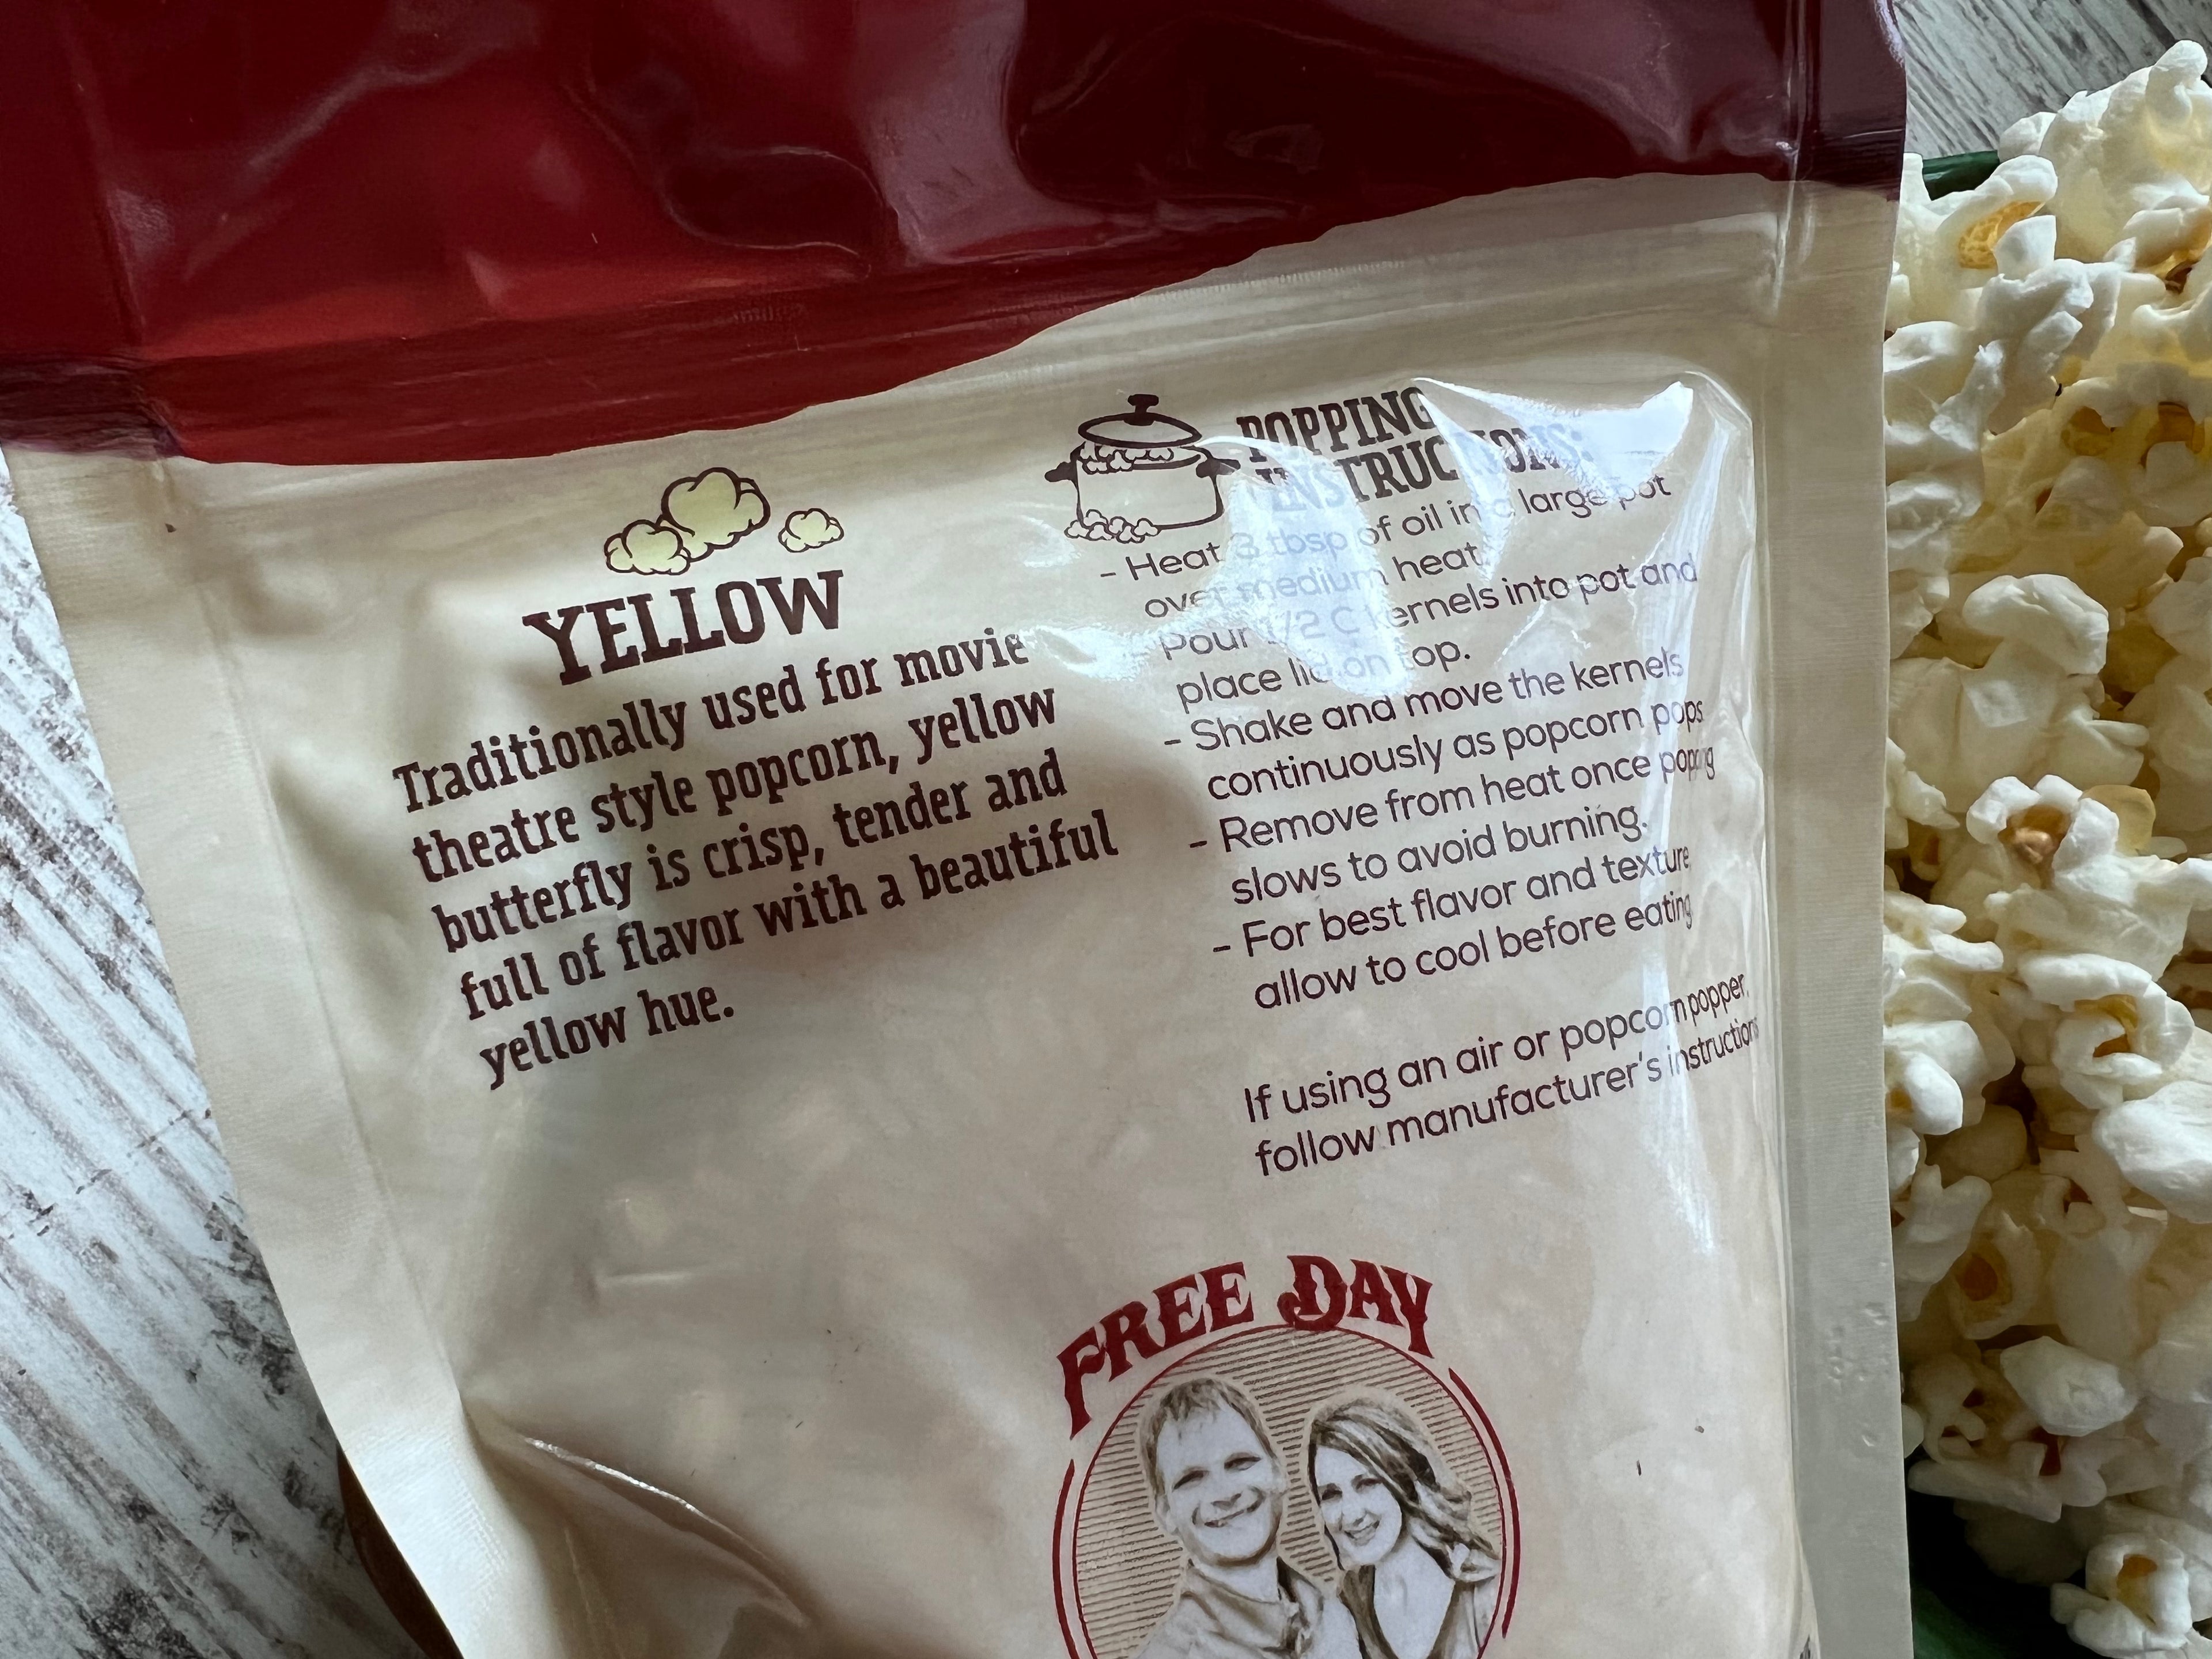 YELLOW
Traditionally used for movie
theatre style popcorn, yellow
butterfly is crisp, tender and
full of flavor with a beautiful
yellow hue.
POPPING
INSTRUCTIONS:
- Heat 3 tbsp of oil in a large pot
over medium heat.
- Pour 1/2 C kernels into pot and
place lid on top.
- Shake and move the kernels
continuously as popcorn pops
- Remove from heat once popping
slows to avoid burning.
- For best flavor and texture
allow to cool before eating
If using an air or popcorn popper,
follow manufacturer's instructions
FREE DAY